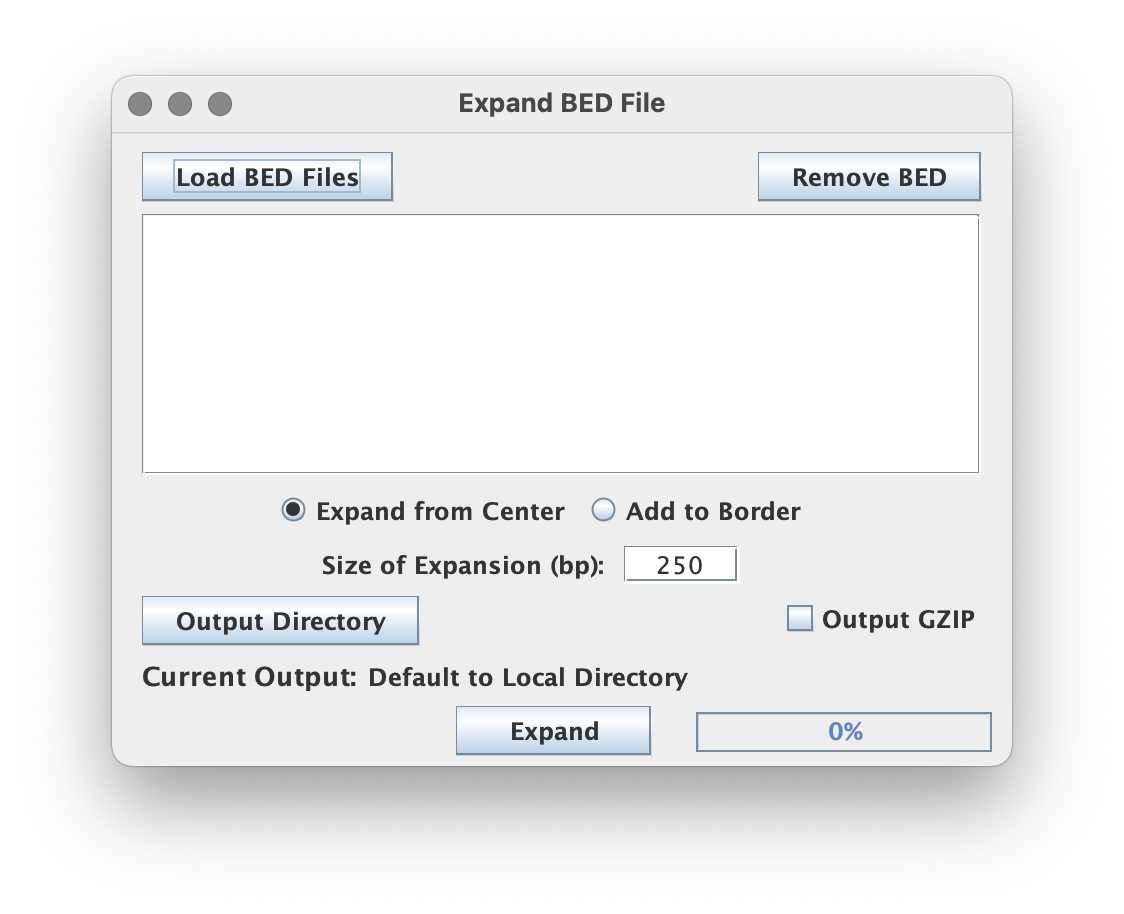 Expand BED File
Load BED Files Remove BED
Expand from Center Add to Border
Size of Expansion (bp): 250
Output Directory Output GZIP
Current Output: Default to Local Directory
Expand 0%